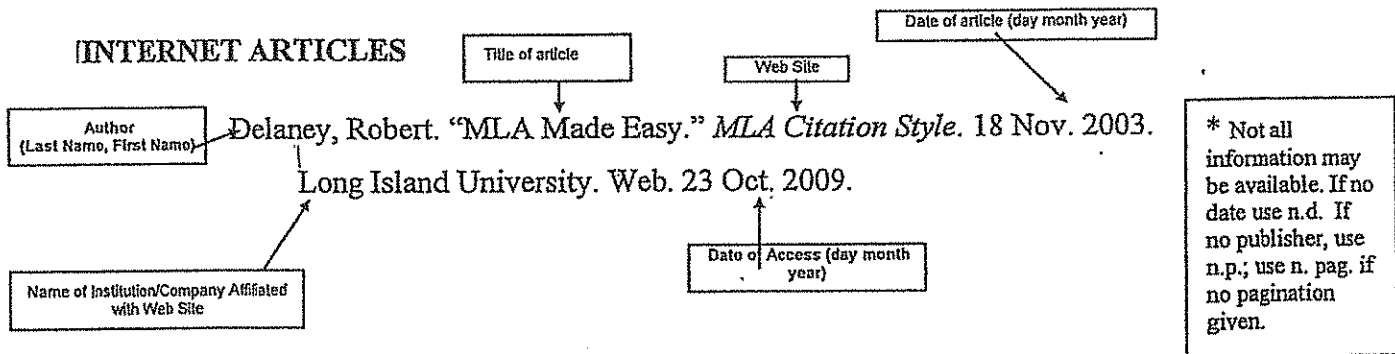 Date of article (day month year)
INTERNET ARTICLES
Title of article
Web Site
Author
(Last Name, First Name)
Delaney, Robert. “MLA Made Easy.” MLA Citation Style. 18 Nov. 2003.
Long Island University. Web. 23 Oct. 2009.
Name of Institution/Company Affiliated
with Web Site
Date of Access (day month
year)
* Not all
information may
be available. If no
date use n.d. If
no publisher, use
n.p.; use n. pag. if
no pagination
given.